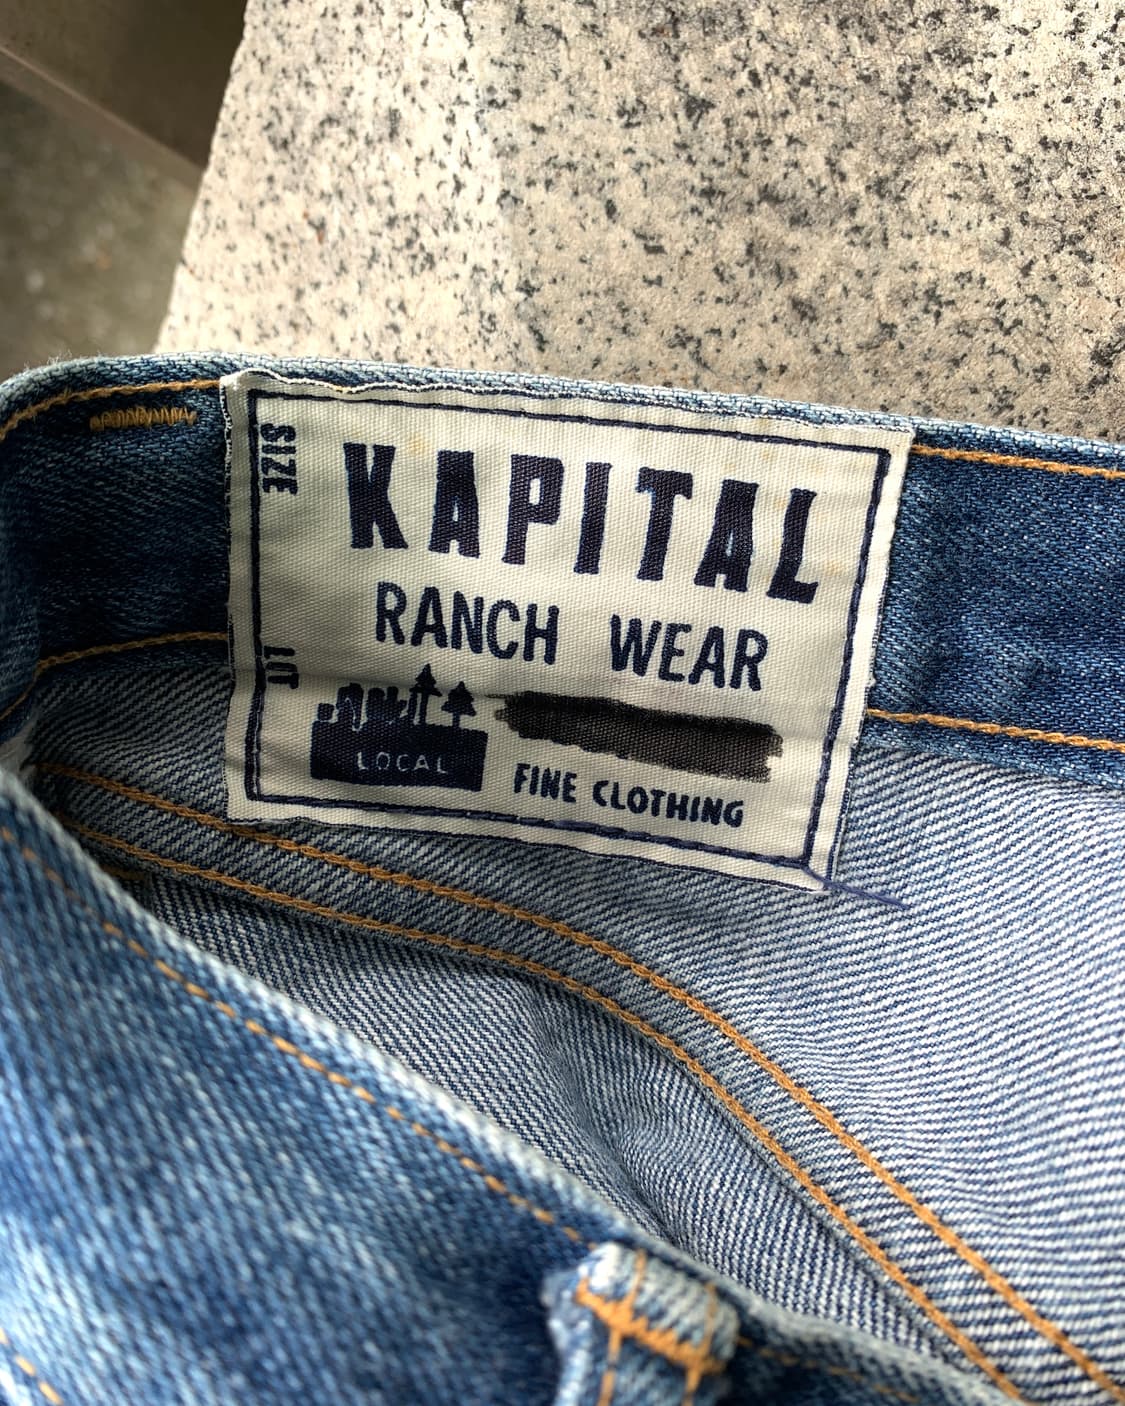 SIZE
KAPITAL
RANCH WEAR
LOCAL
FINE CLOTHING